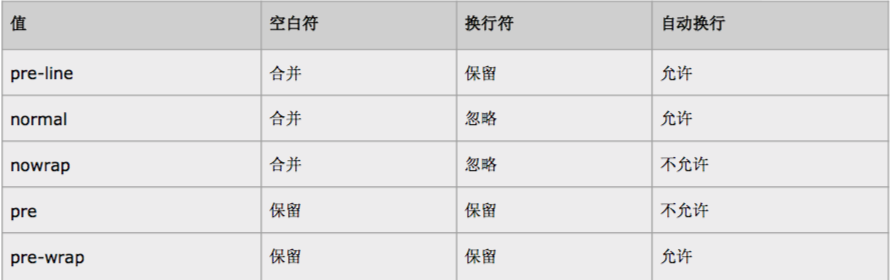 值 空白符 换行符 自动换行
pre-line 合并 保留 允许
normal 合并 忽略 允许
nowrap 合并 忽略 不允许
pre 保留 保留 不允许
pre-wrap 保留 保留 允许